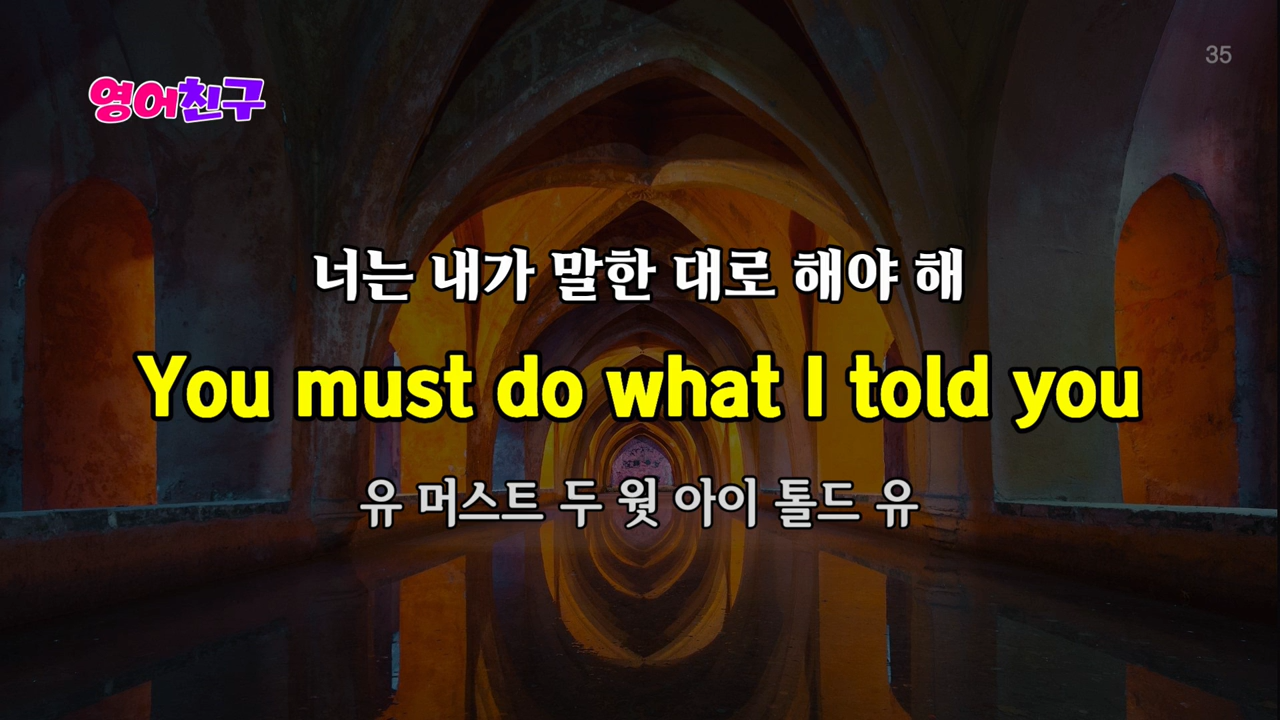 35
영어친구
너는 내가 말한 대로 해야 해
You must do what I told you
유 머스트 두 웟 아이 톨드 유